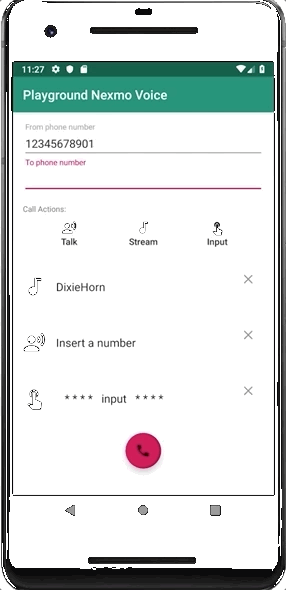 11:27
Playground Nexmo Voice
From phone number
12345678901
To phone number
Call Actions:
Talk Stream Input
DixieHorn
Insert a number
**** input ****